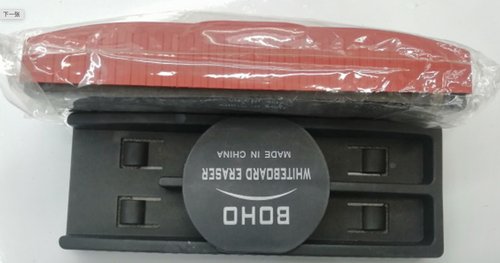 下一张
BOHO
WHITEBOARD ERASER
MADE IN CHINA